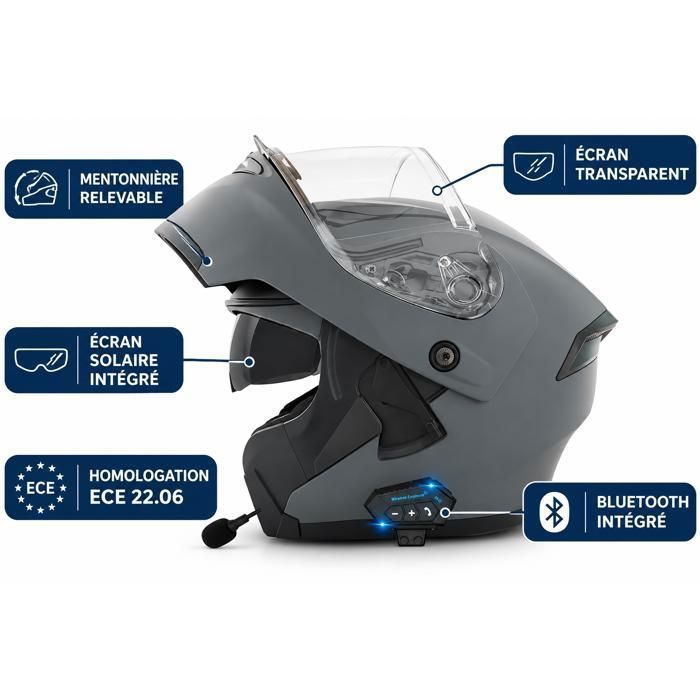 MENTONNIÈRE
RELEVABLE
ÉCRAN
TRANSPARENT
ÉCRAN
SOLAIRE
INTÉGRÉ
ECE
HOMOLOGATION
ECE 22.06
BLUETOOTH
INTÉGRÉ